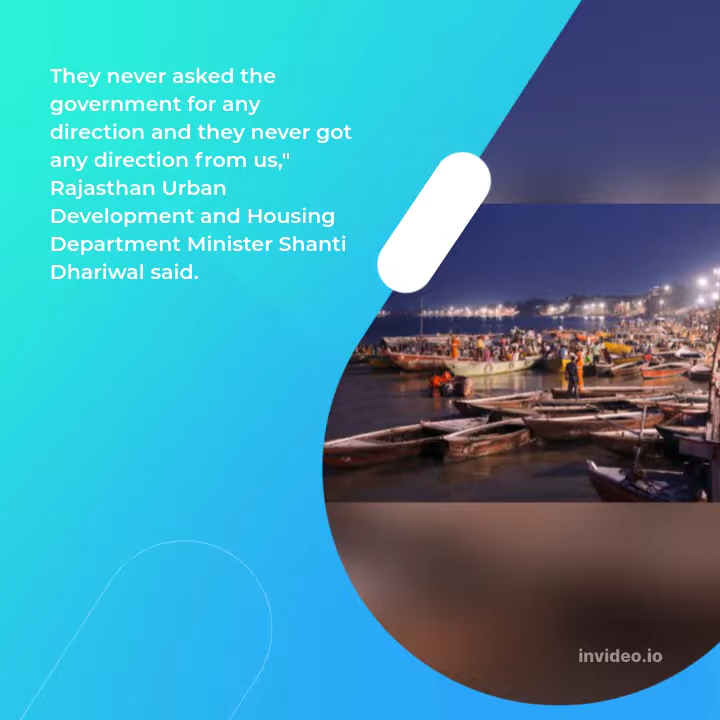 They never asked the
government for any
direction and they never got
any direction from us,"
Rajasthan Urban
Development and Housing
Department Minister Shanti
Dhariwal said.
invideo.io